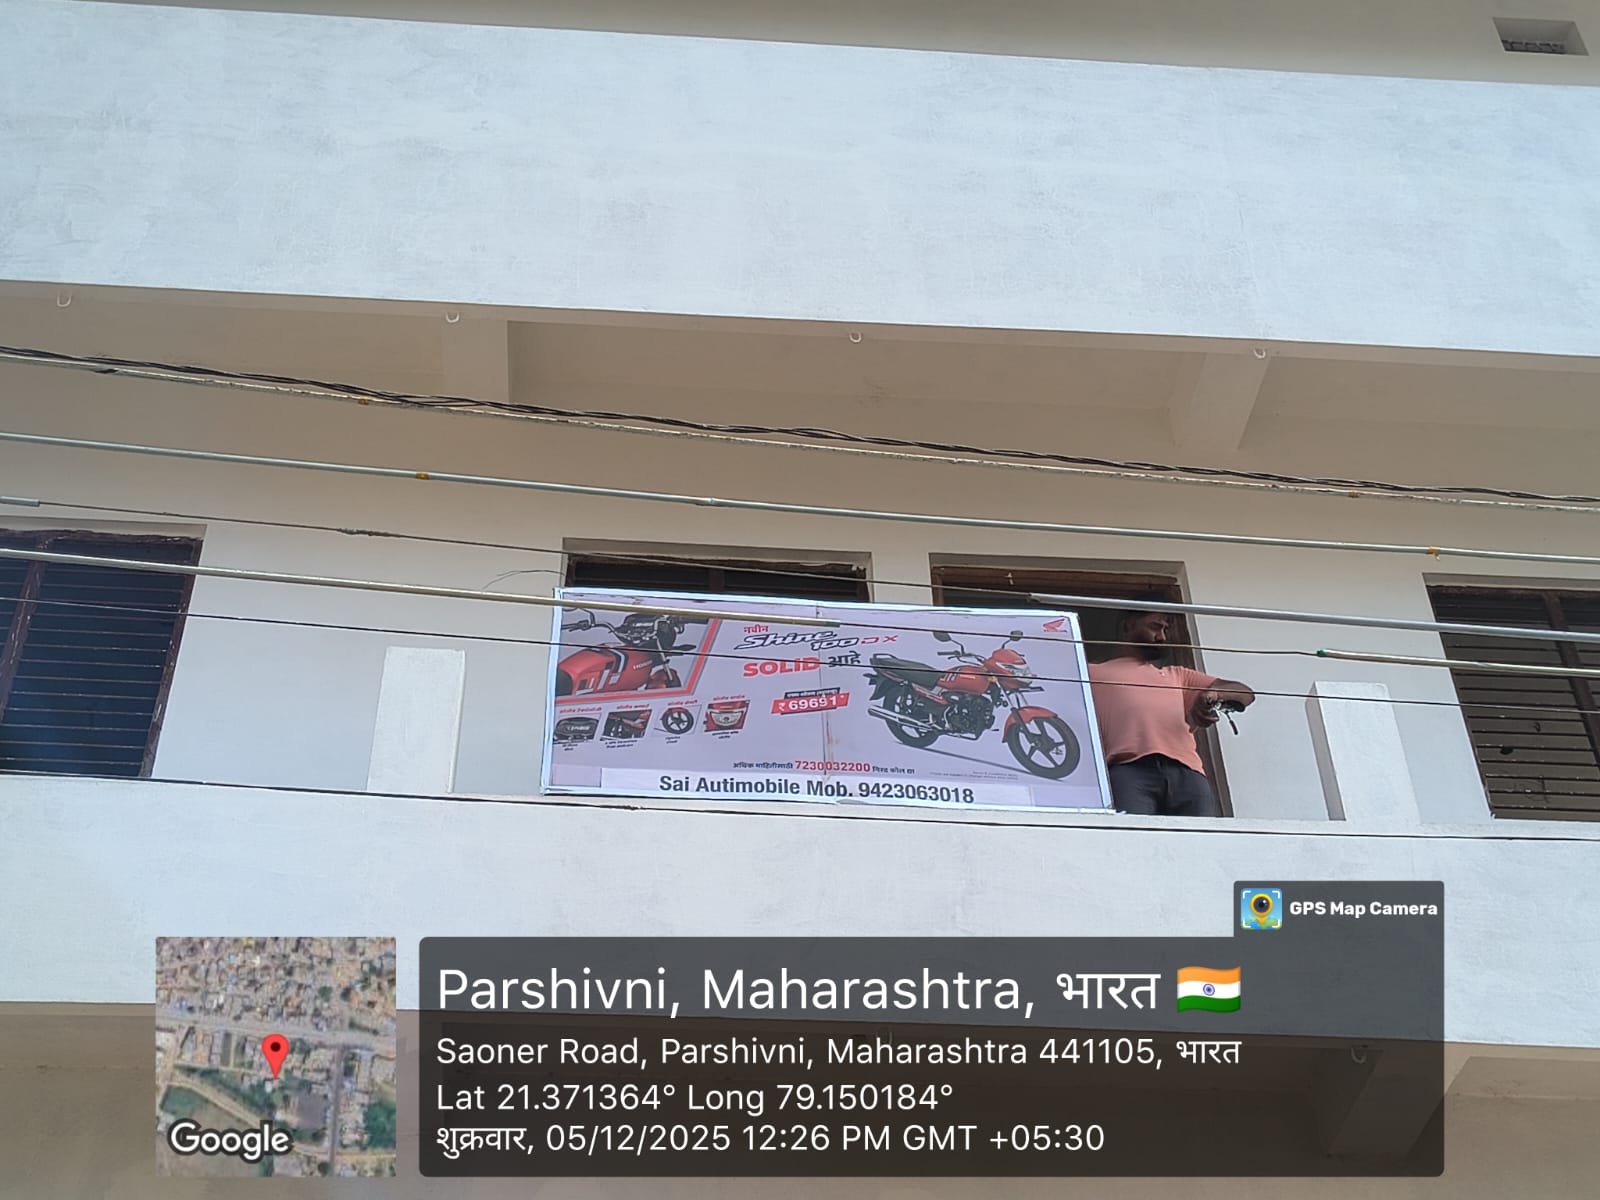 नवीन
Shine 100 DX
SOLID आहे
₹ 69691*
अधिक माहितीसाठी 7230032200 मिस्ड कॉल द्या
Sai Autimobile Mob. 9423063018
GPS Map Camera
Parshivni, Maharashtra, भारत 🇮🇳
Saoner Road, Parshivni, Maharashtra 441105, भारत
Lat 21.371364° Long 79.150184°
शुक्रवार, 05/12/2025 12:26 PM GMT +05:30
Google